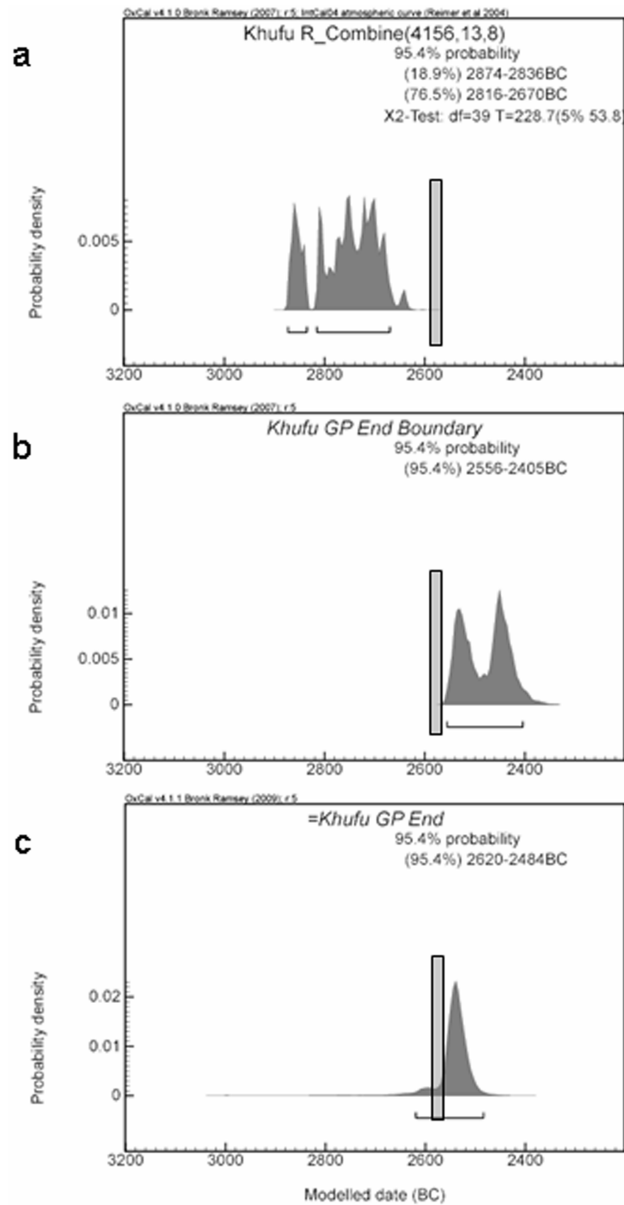 OxCal v4.1.0 Bronk Ramsey (2007); r:5; IntCal04 atmospheric curve (Reimer et al 2004)
a
Khufu R_Combine(4156,13,8)
95.4% probability
(18.9%) 2874-2836BC
(76.5%) 2816-2670BC
X2-Test: df=39 T=228.7(5% 53.8)
Probability density
0.005
0
3200 3000 2800 2600 2400
OxCal v4.1.0 Bronk Ramsey (2007); r:5
b
Khufu GP End Boundary
95.4% probability
(95.4%) 2556-2405BC
Probability density
0.01
0.005
0
3200 3000 2800 2600 2400
OxCal v4.1.1 Bronk Ramsey (2009); r:5
c
=Khufu GP End
95.4% probability
(95.4%) 2620-2484BC
Probability density
0.02
0.01
0
3200 3000 2800 2600 2400
Modelled date (BC)